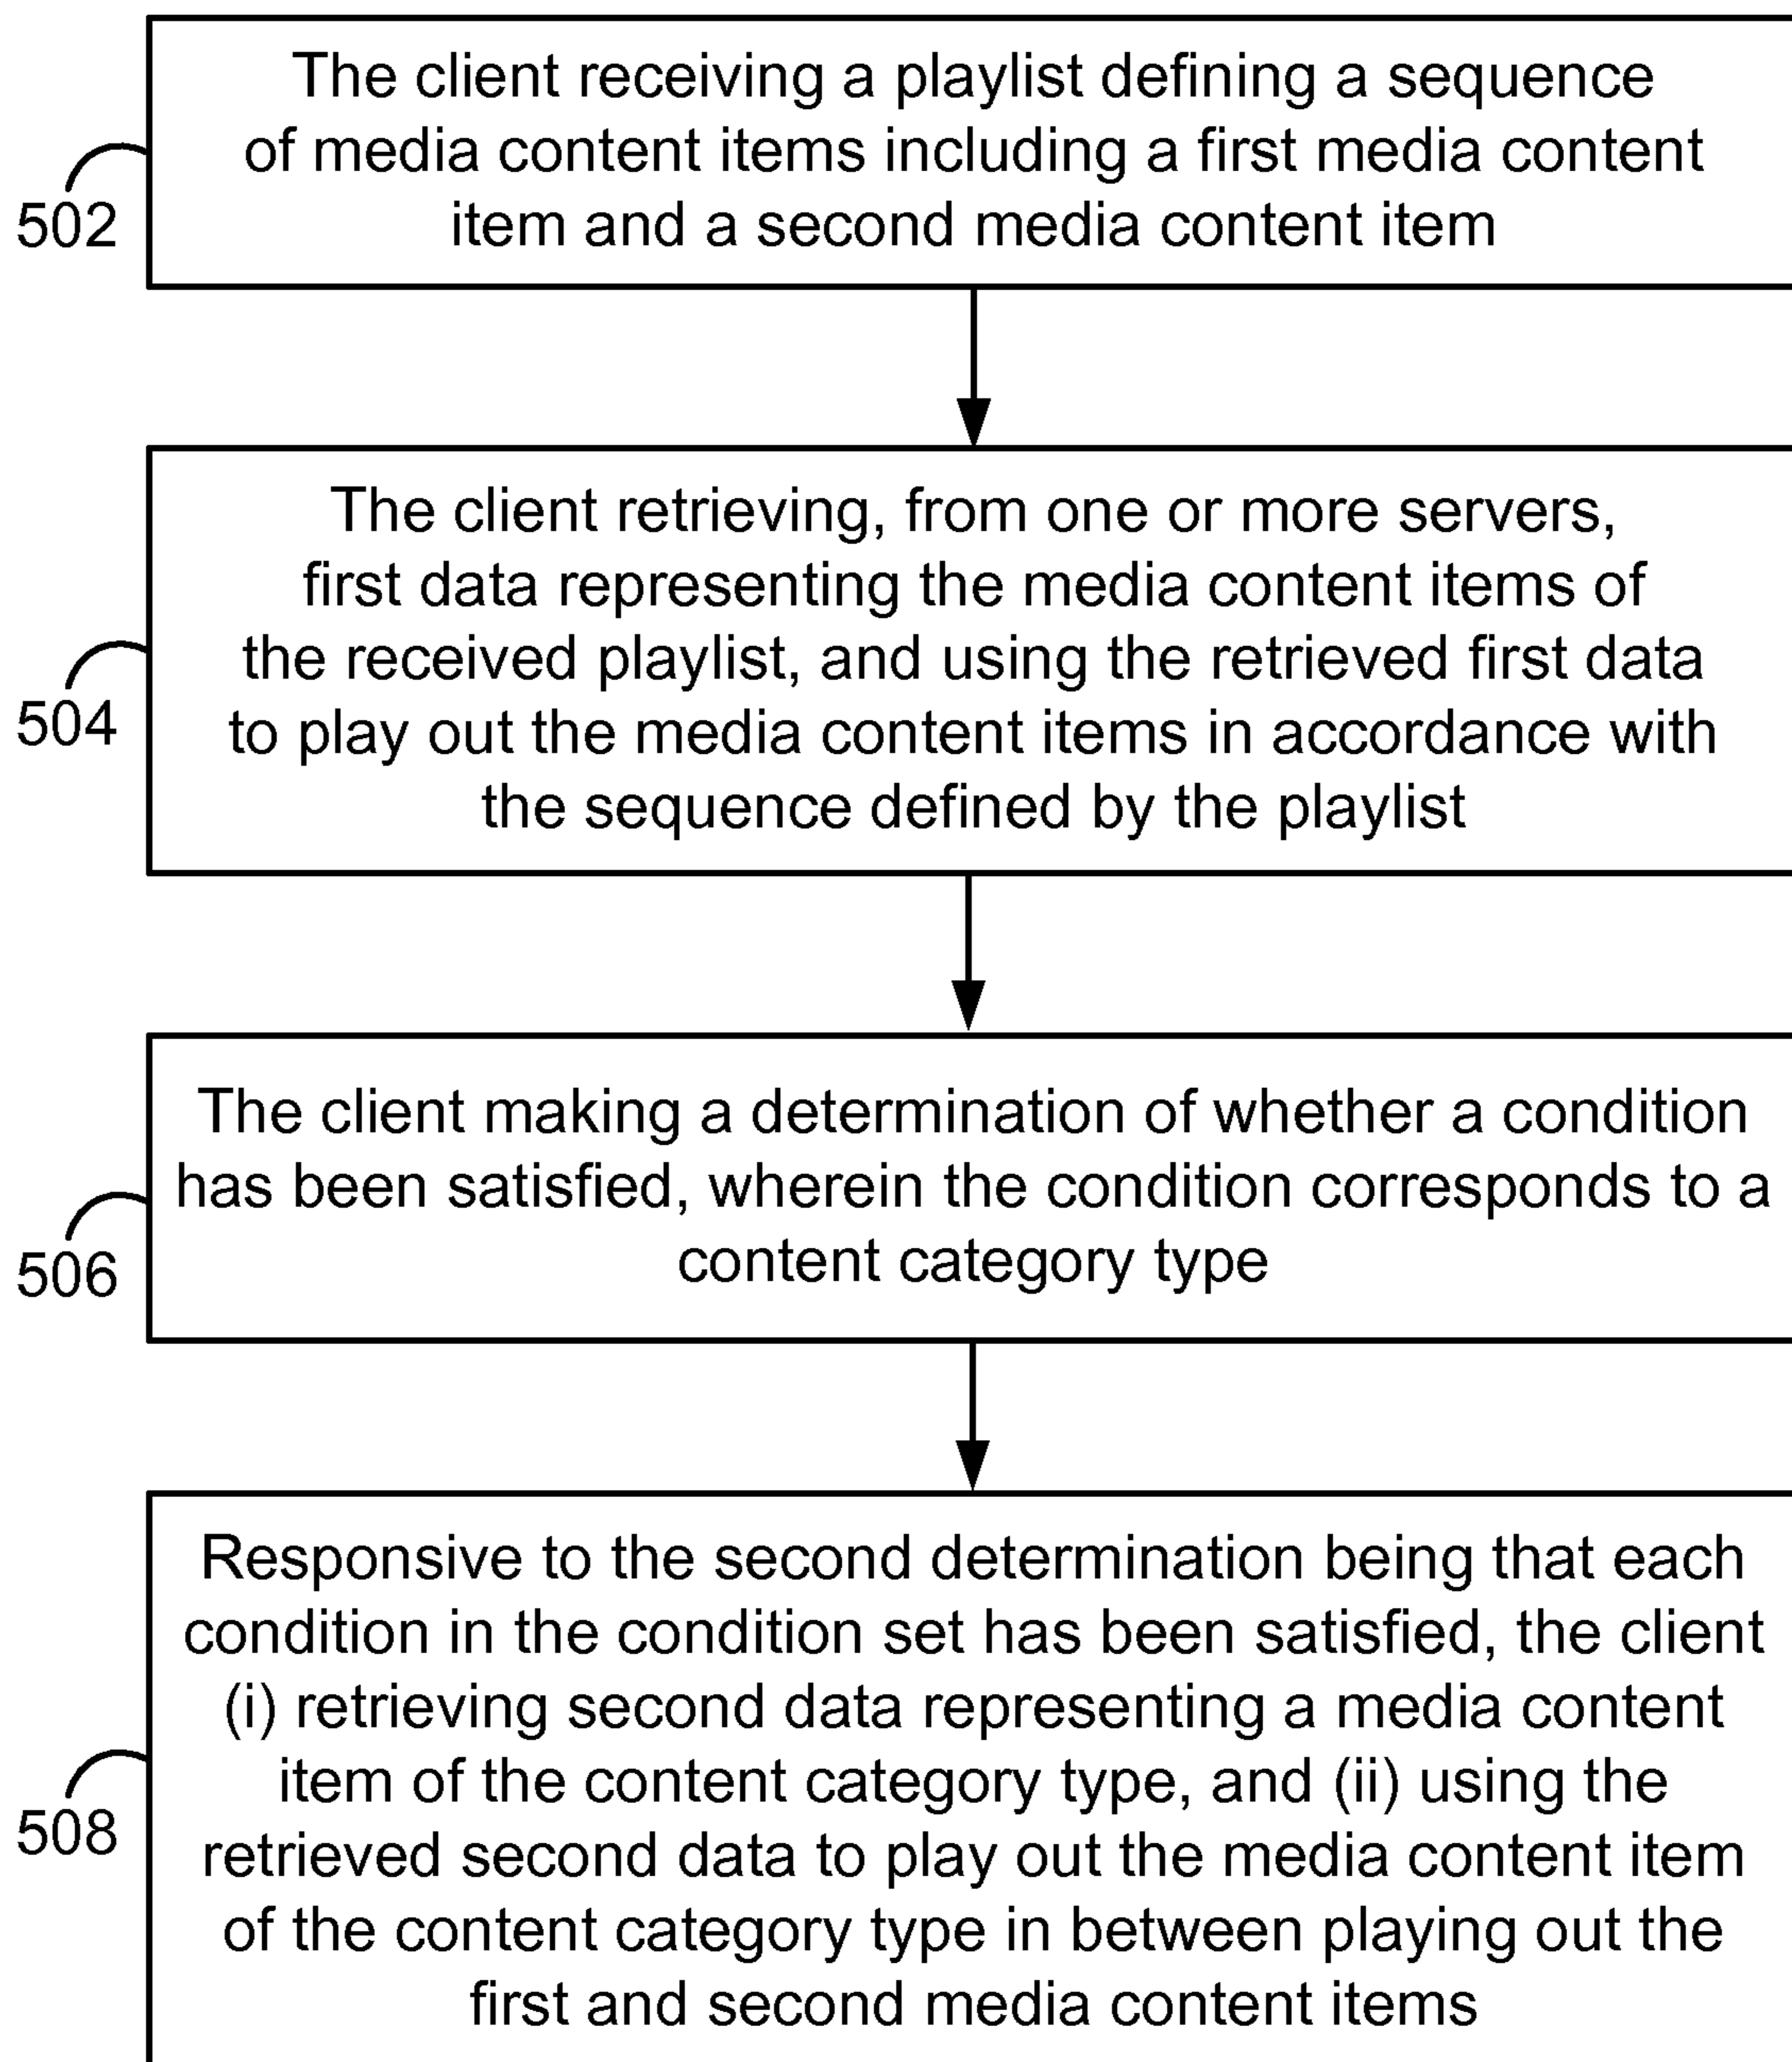 The client receiving a playlist defining a sequence
of media content items including a first media content
item and a second media content item
502
The client retrieving, from one or more servers,
first data representing the media content items of
the received playlist, and using the retrieved first data
to play out the media content items in accordance with
the sequence defined by the playlist
504
The client making a determination of whether a condition
has been satisfied, wherein the condition corresponds to a
content category type
506
Responsive to the second determination being that each
condition in the condition set has been satisfied, the client
(i) retrieving second data representing a media content
item of the content category type, and (ii) using the
retrieved second data to play out the media content item
of the content category type in between playing out the
first and second media content items
508